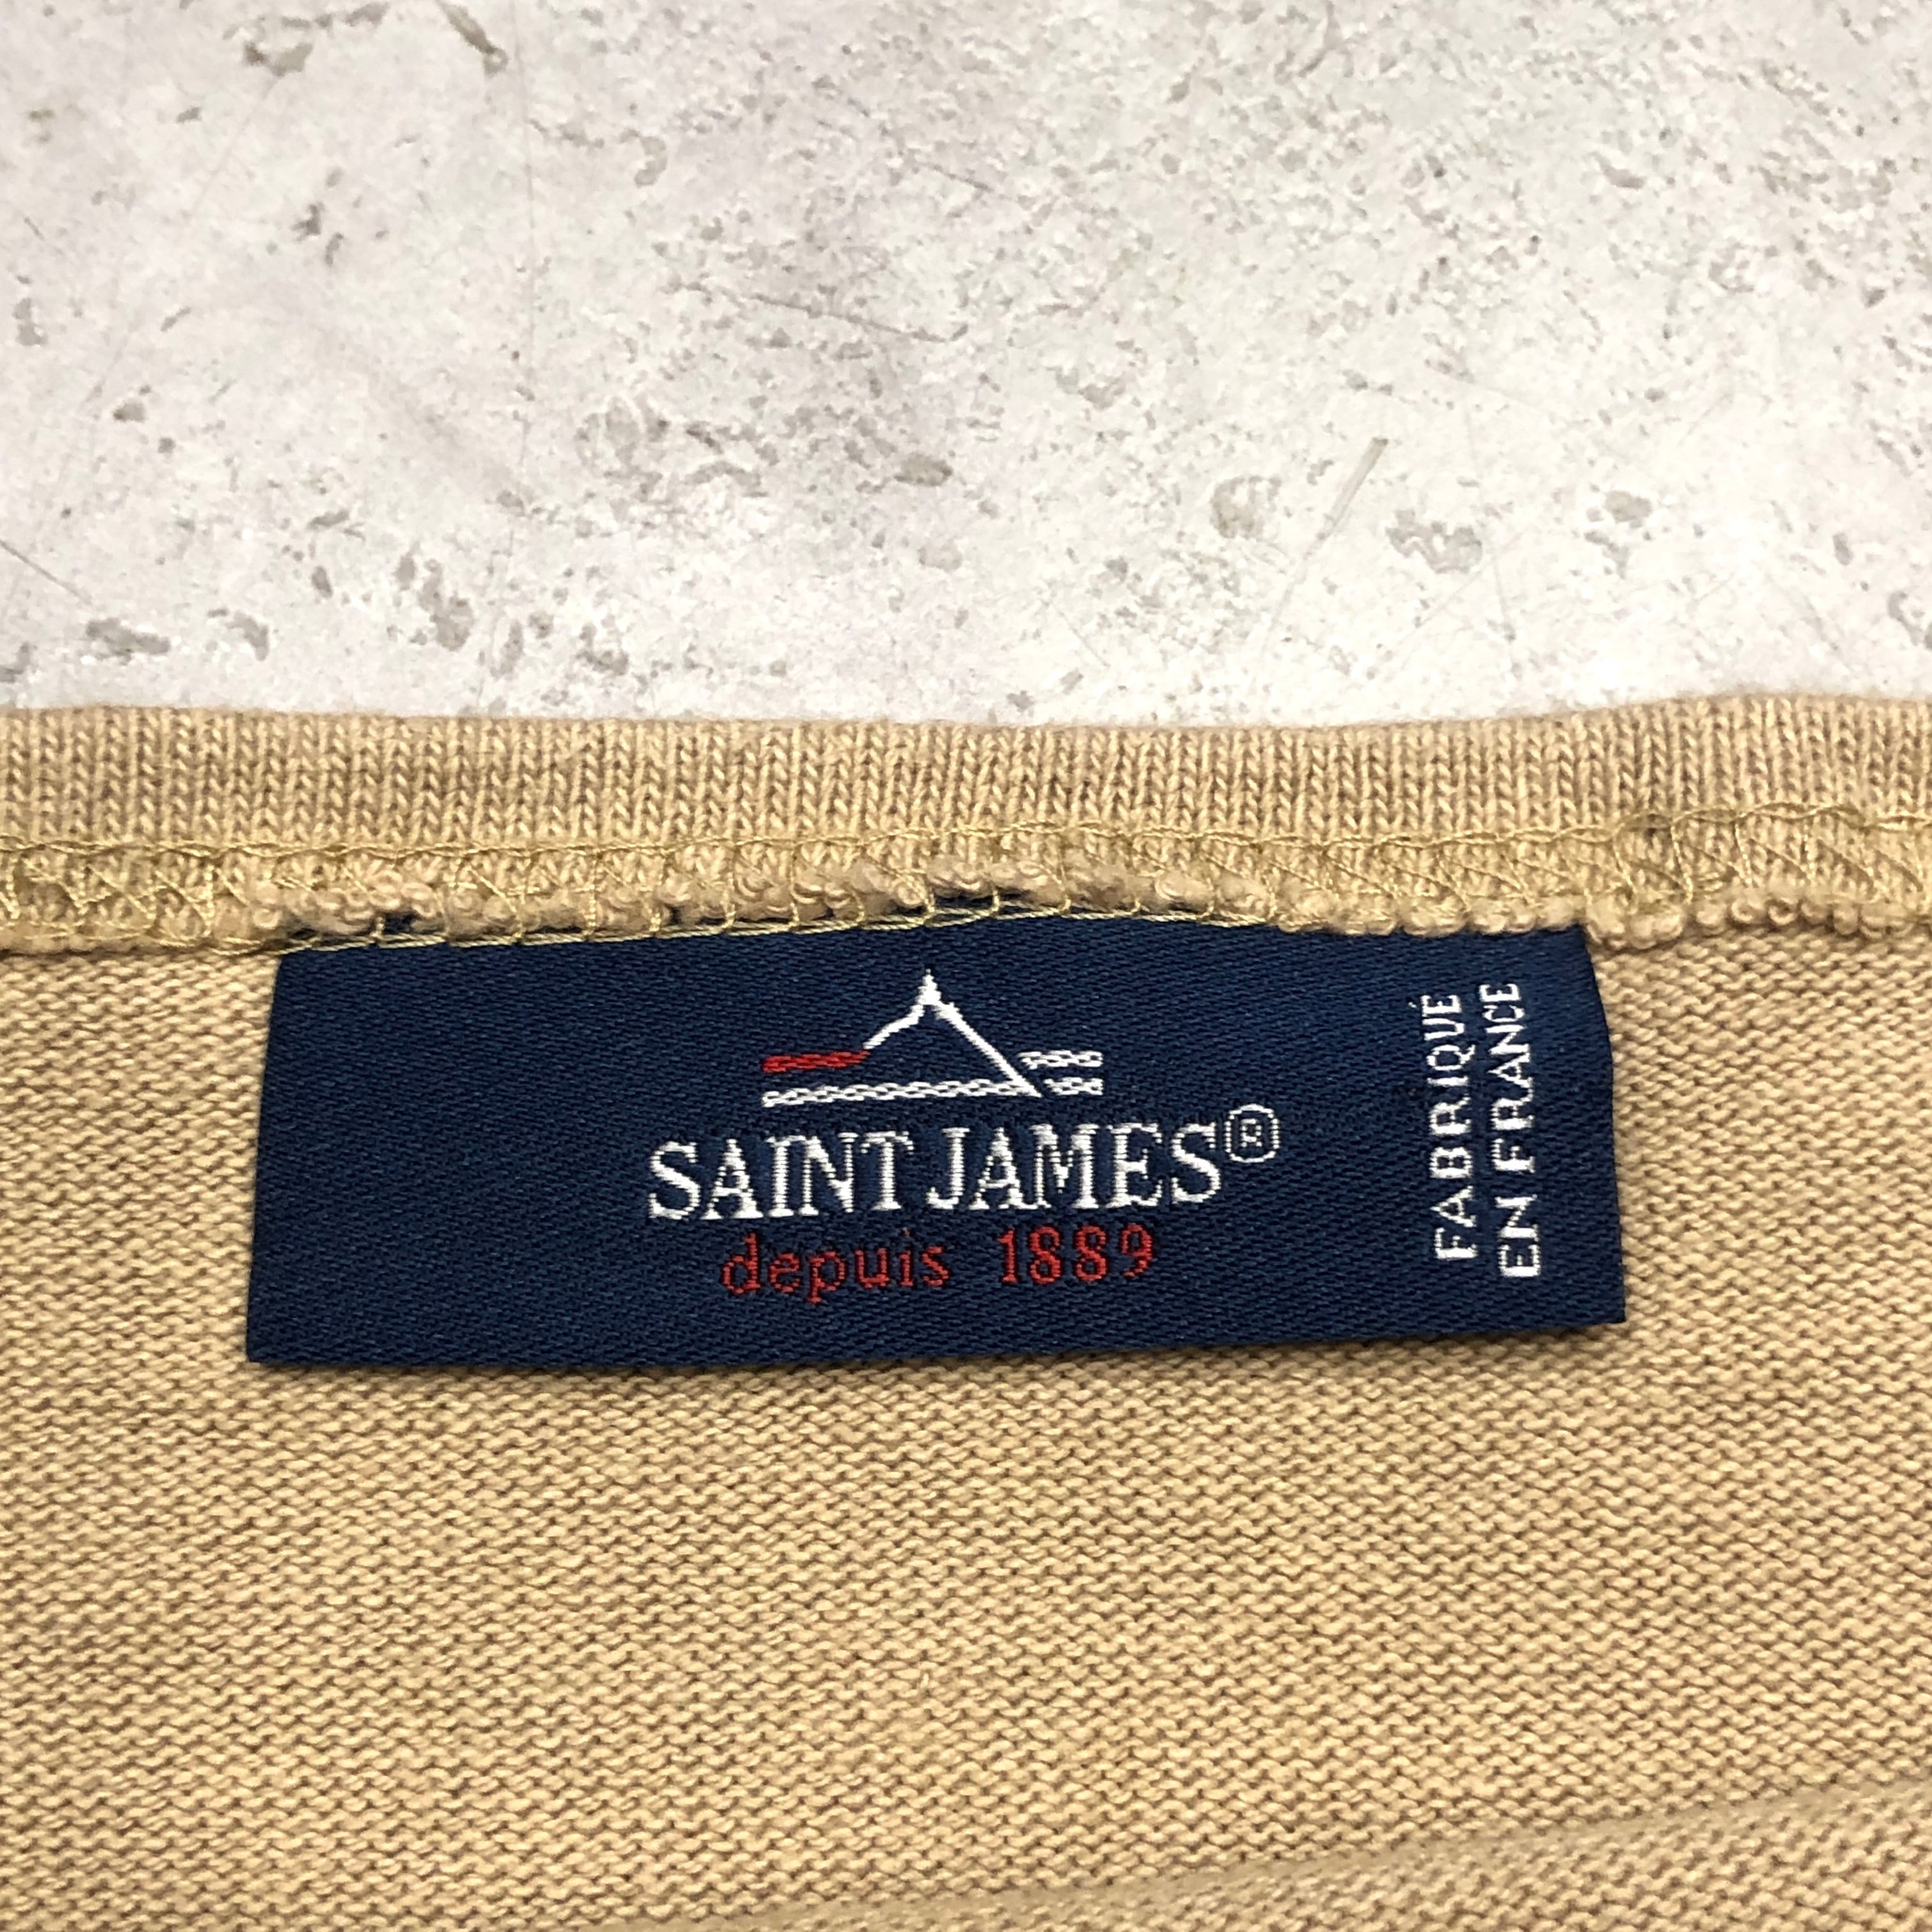 SAINT JAMES®
depuis 1889
FABRIQUÉ
EN FRANCE